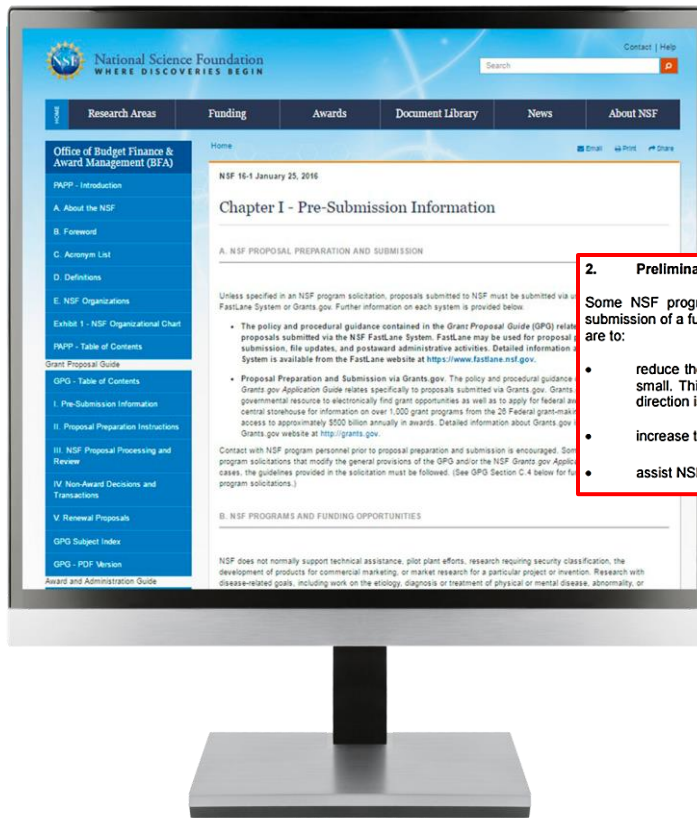 NSF
National Science Foundation
WHERE DISCOVERIES BEGIN
Contact | Help
Search
HOME
Research Areas
Funding
Awards
Document Library
News
About NSF
Office of Budget Finance &
Award Management (BFA)
PAPP - Introduction
A. About the NSF
B. Foreword
C. Acronym List
D. Definitions
E. NSF Organizations
Exhibit 1 - NSF Organizational Chart
PAPP - Table of Contents
Grant Proposal Guide
GPG - Table of Contents
I. Pre-Submission Information
II. Proposal Preparation Instructions
III. NSF Proposal Processing and
Review
IV. Non-Award Decisions and
Transactions
V. Renewal Proposals
GPG Subject Index
GPG - PDF Version
Award and Administration Guide
Home
Email Print Share
NSF 16-1 January 25, 2016
Chapter I - Pre-Submission Information
A. NSF PROPOSAL PREPARATION AND SUBMISSION
Unless specified in an NSF program solicitation, proposals submitted to NSF must be submitted via u
FastLane System or Grants.gov. Further information on each system is provided below.
• The policy and procedural guidance contained in the Grant Proposal Guide (GPG) relate
proposals submitted via the NSF FastLane System. FastLane may be used for proposal p
submission, file updates, and postaward administrative activities. Detailed information a
System is available from the FastLane website at https://www.fastlane.nsf.gov.
• Proposal Preparation and Submission via Grants.gov. The policy and procedural guidance
Grants.gov Application Guide relates specifically to proposals submitted via Grants.gov. Grants.
governmental resource to electronically find grant opportunities as well as to apply for federal aw
central storehouse for information on over 1,000 grant programs from the 26 Federal grant-makin
access to approximately $500 billion annually in awards. Detailed information about Grants.gov i
Grants.gov website at http://grants.gov.
Contact with NSF program personnel prior to proposal preparation and submission is encouraged. Som
program solicitations that modify the general provisions of the GPG and/or the NSF Grants.gov Applic
cases, the guidelines provided in the solicitation must be followed. (See GPG Section C.4 below for fu
program solicitations.)
B. NSF PROGRAMS AND FUNDING OPPORTUNITIES
NSF does not normally support technical assistance, pilot plant efforts, research requiring security classification, the
development of products for commercial marketing, or market research for a particular project or invention. Research with
disease-related goals, including work on the etiology, diagnosis or treatment of physical or mental disease, abnormality, or
2. Prelimina
Some NSF progr
submission of a fu
are to:
• reduce the
small. Thi
direction i
• increase t
• assist NS